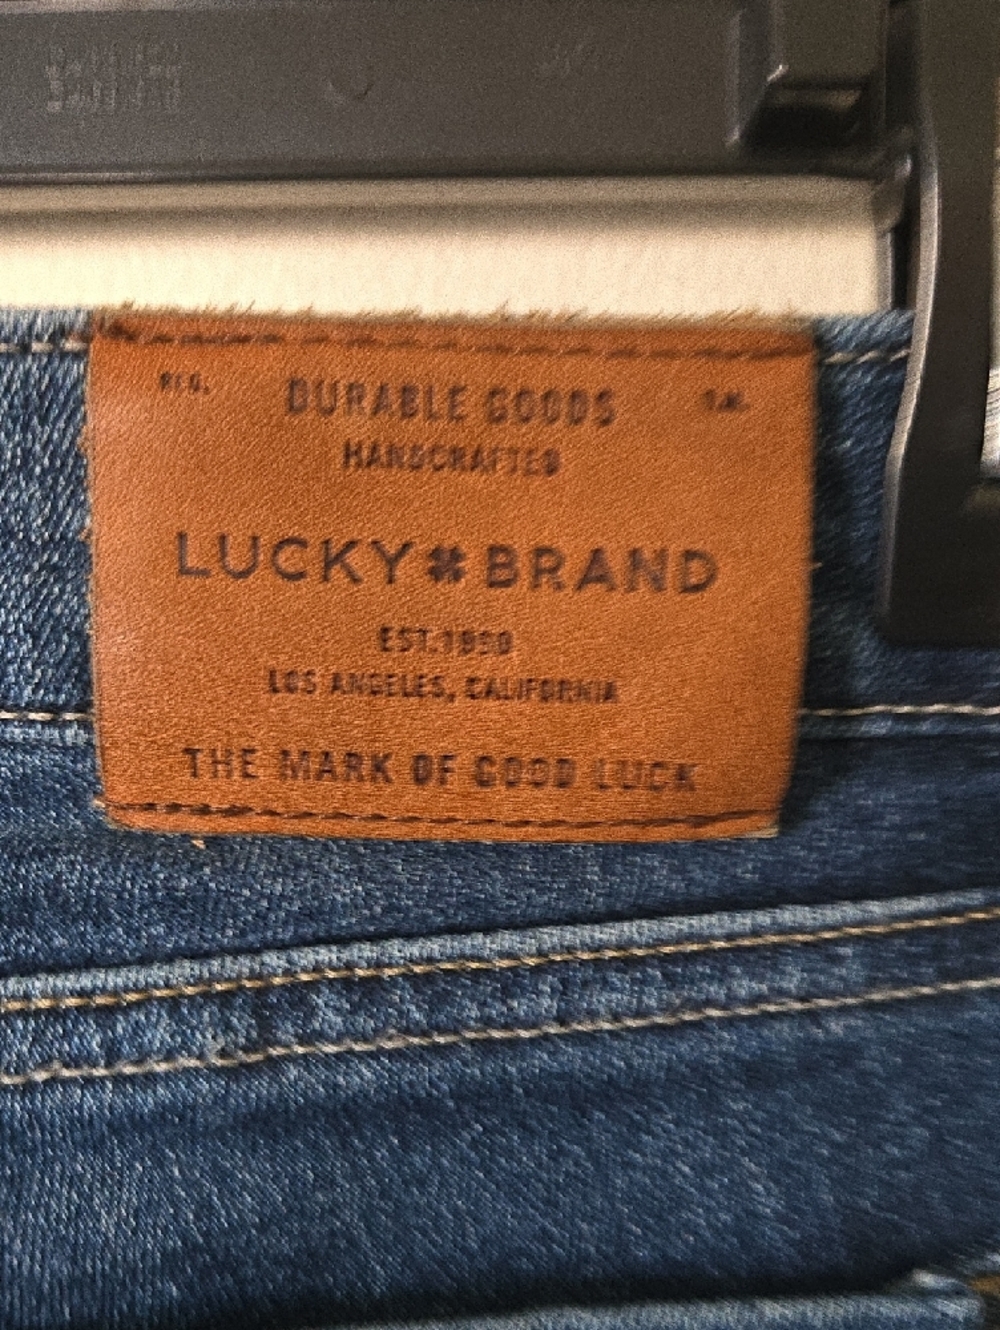 REG. DURABLE GOODS T.M.
HANDCRAFTED
LUCKY BRAND
EST.1990
LOS ANGELES, CALIFORNIA
THE MARK OF GOOD LUCK